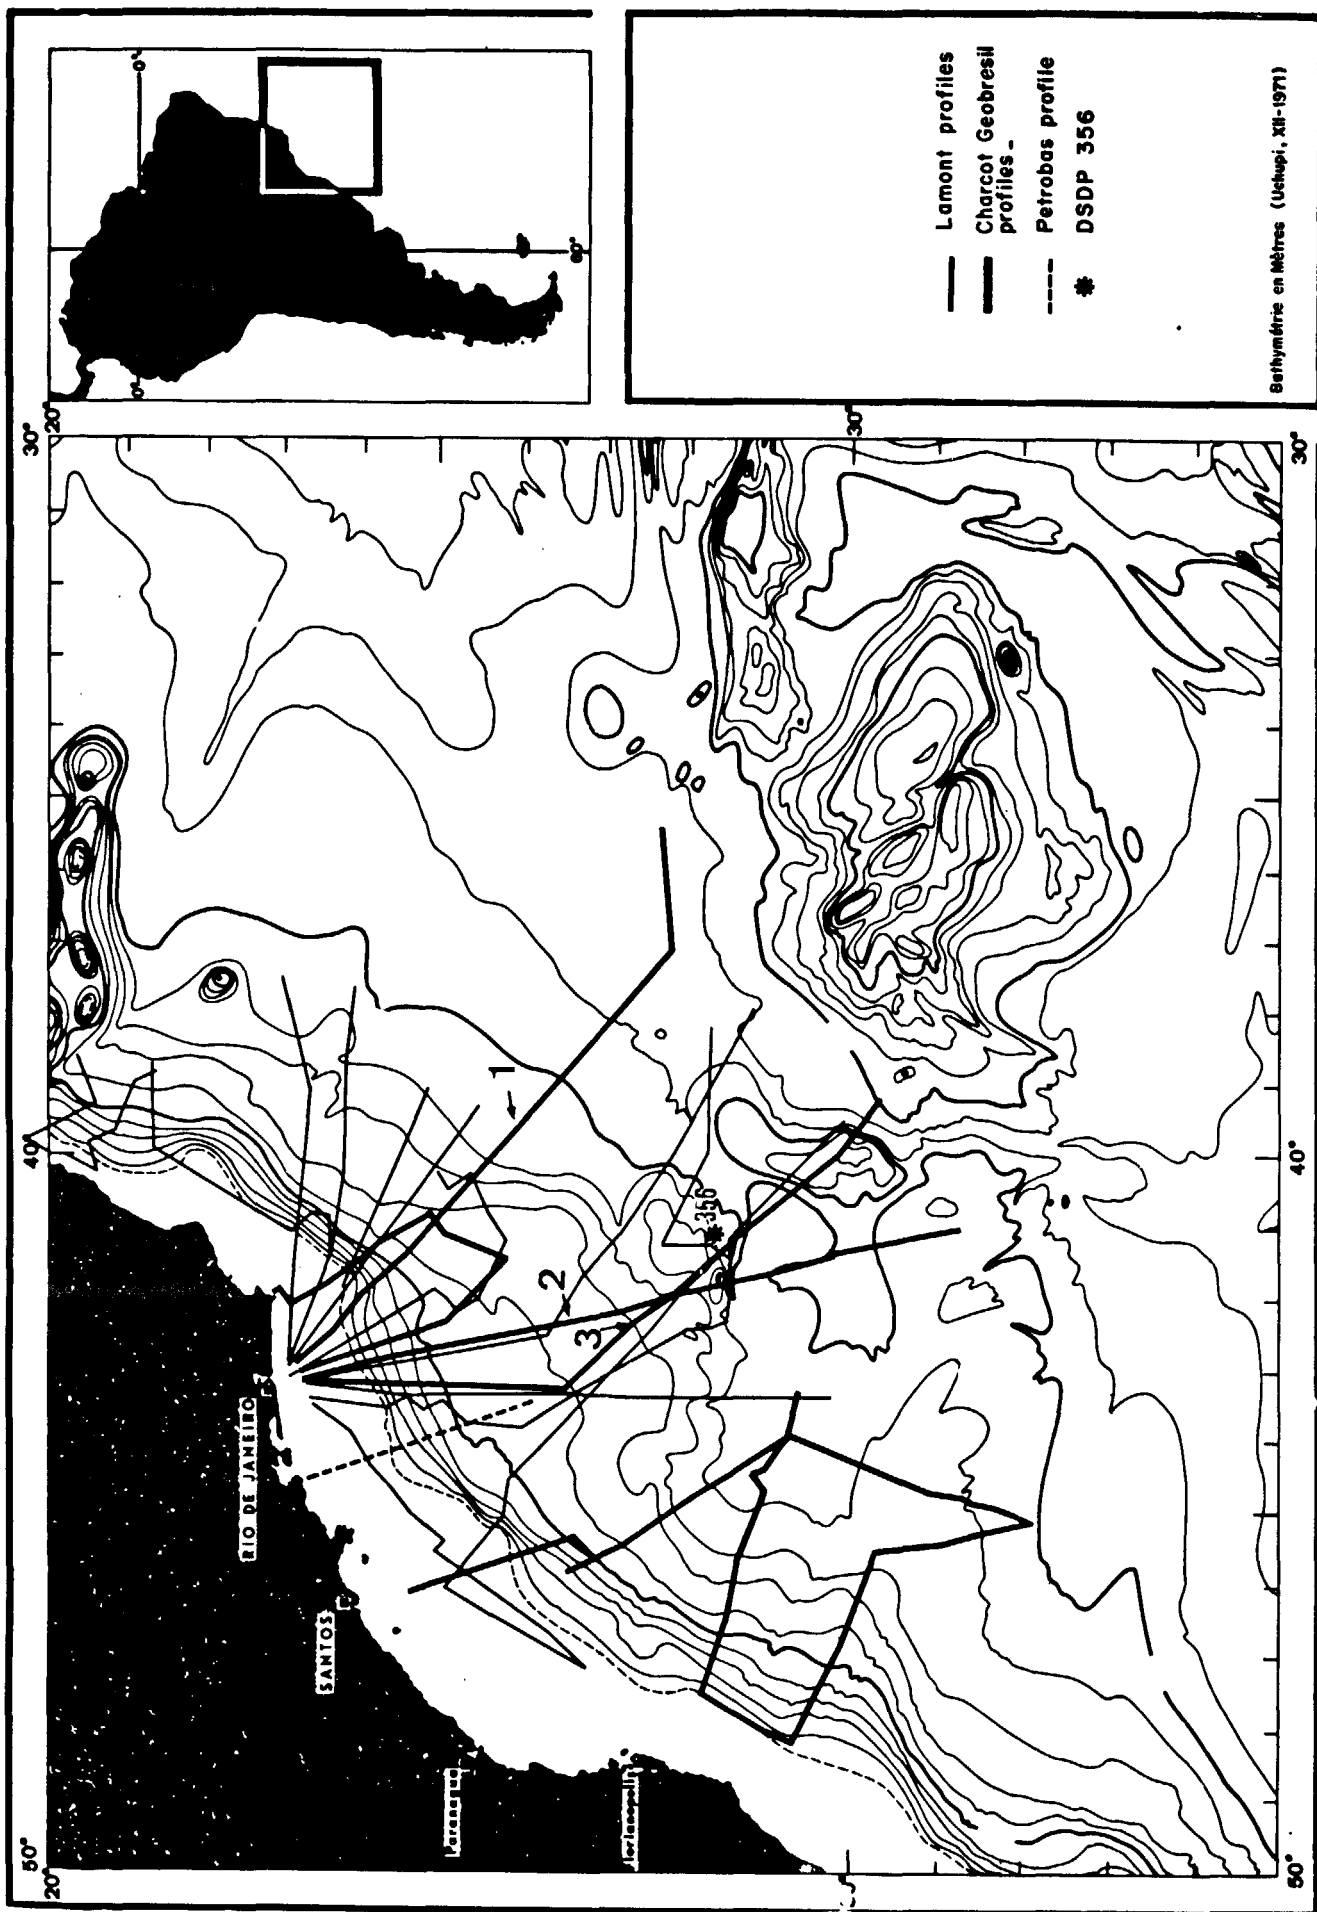 0°
0°
60°
Lamont profiles
Charcot Geobresil
profiles-
Petrobas profile
* DSDP 356
Bathymétrie en Mètres (Uchupi, XII-1971)
50°
40°
30°
20°
20°
RIO DE JANEIRO
SANTOS
Paranagua
1
2
3
*356
30°
50°
40°
30°